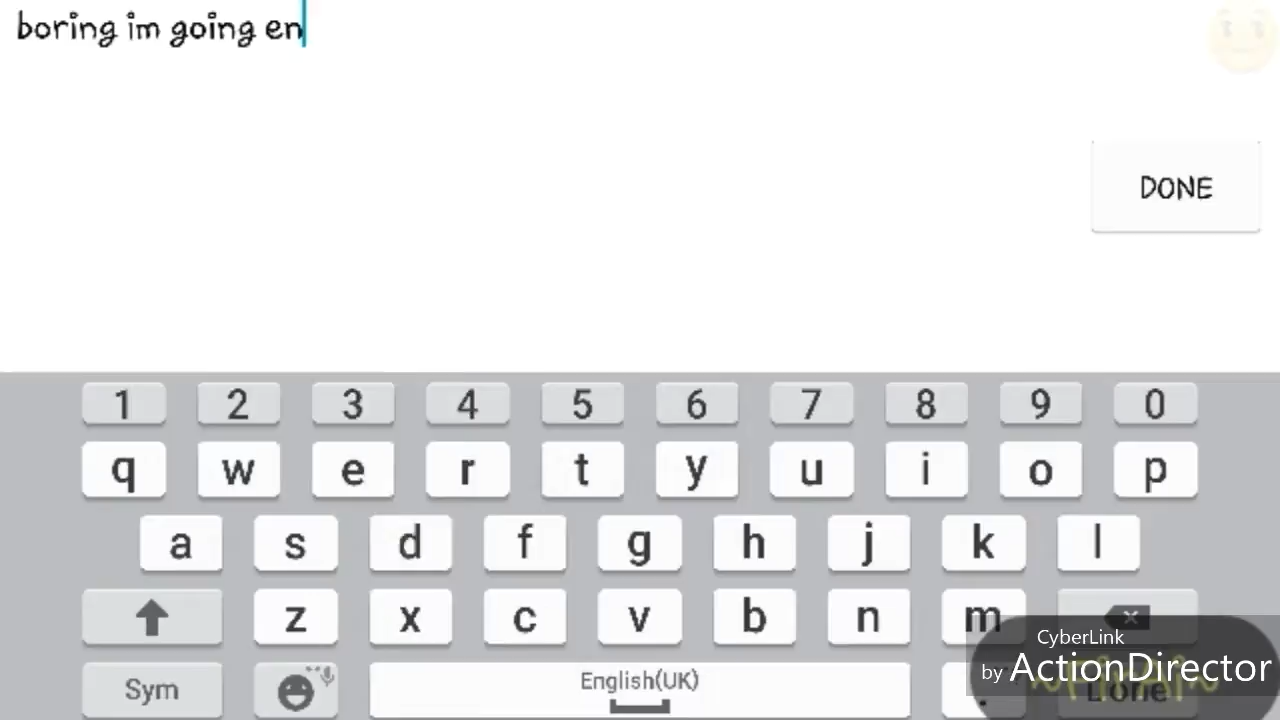 boring im going en
DONE
1 2 3 4 5 6 7 8 9 0
q w e r t y u i o p
a s d f g h j k l
z x c v b n m
CyberLink
by ActionDirector
Sym
English(UK)
.
Done